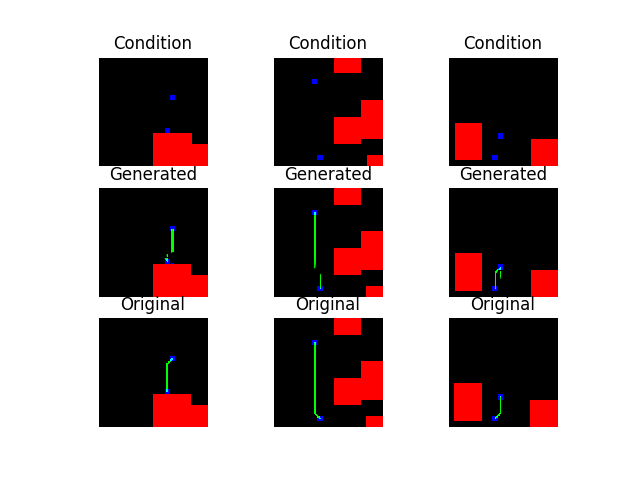 Condition Condition Condition
Generated Generated Generated
Original Original Original